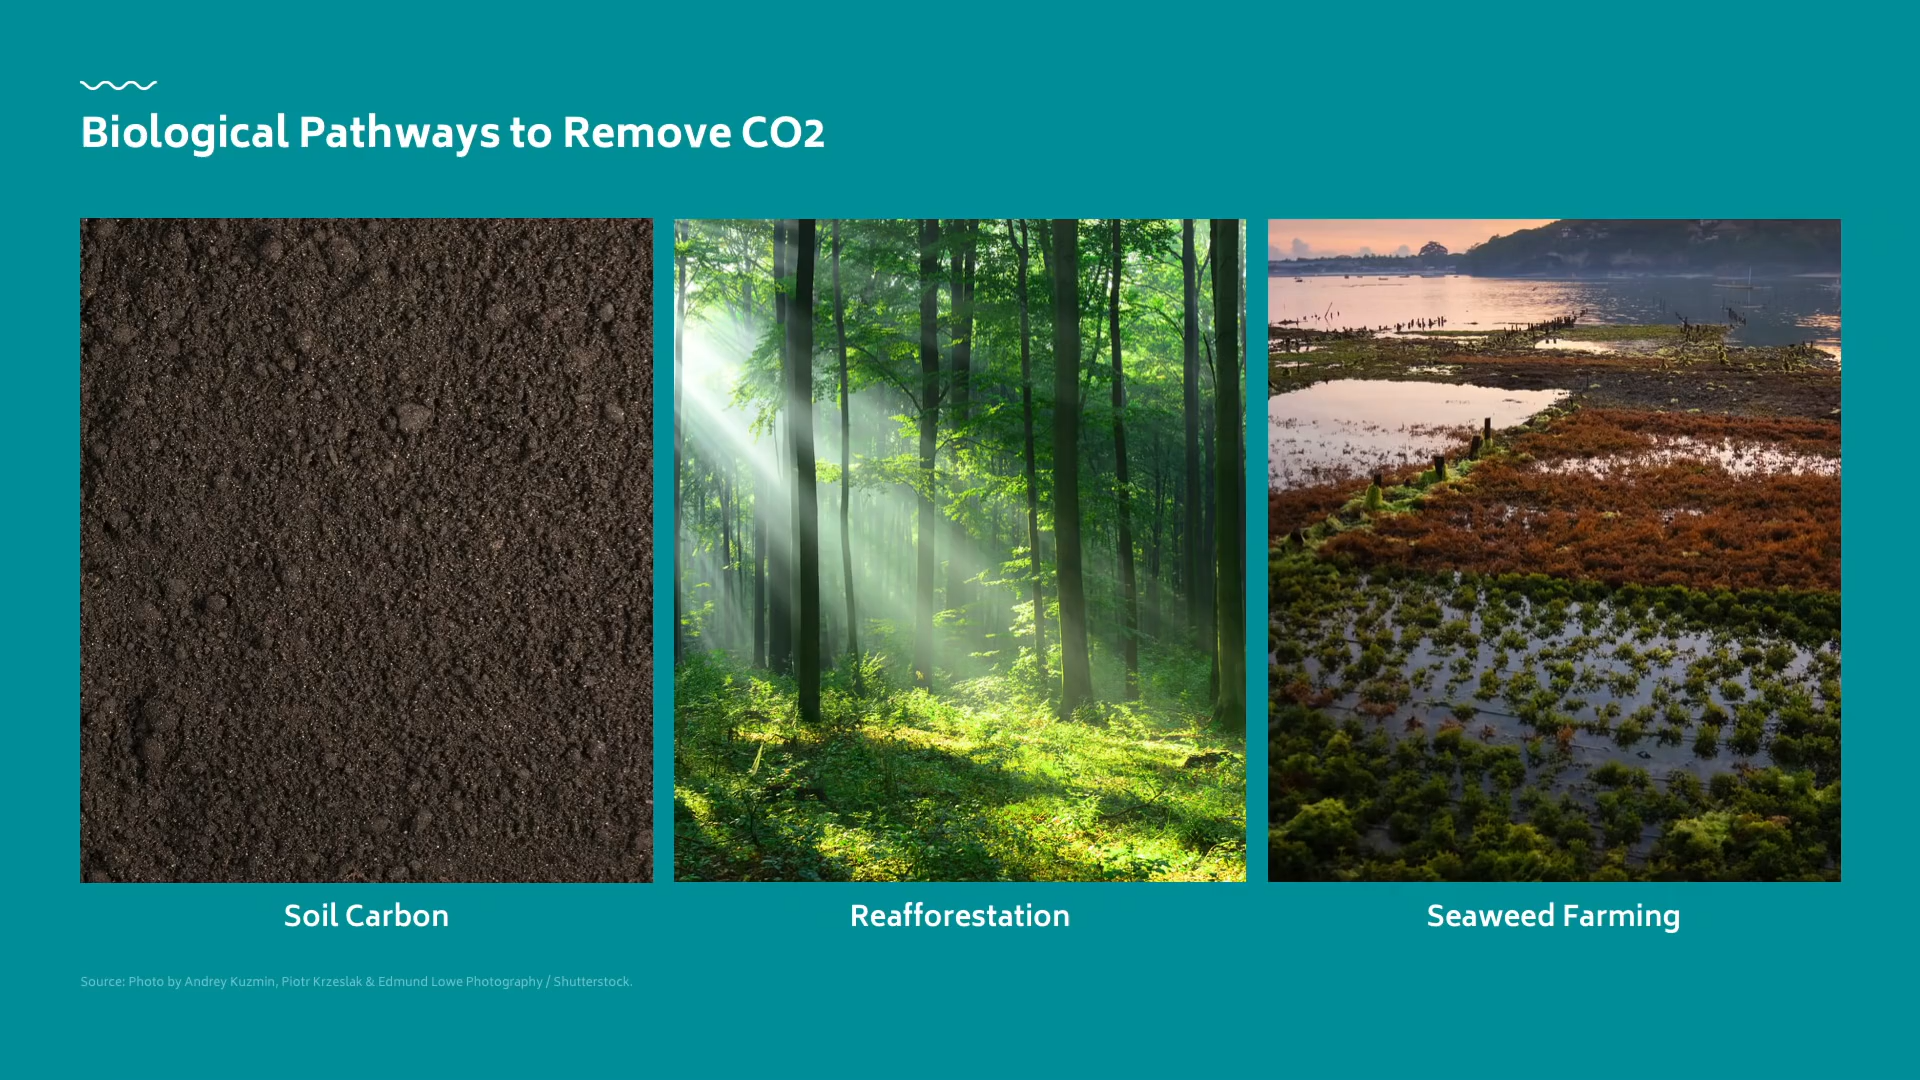 Biological Pathways to Remove CO2
Soil Carbon
Reafforestation
Seaweed Farming
Source: Photo by Andrey Kuzmin, Piotr Krzeslak & Edmund Lowe Photography / Shutterstock.